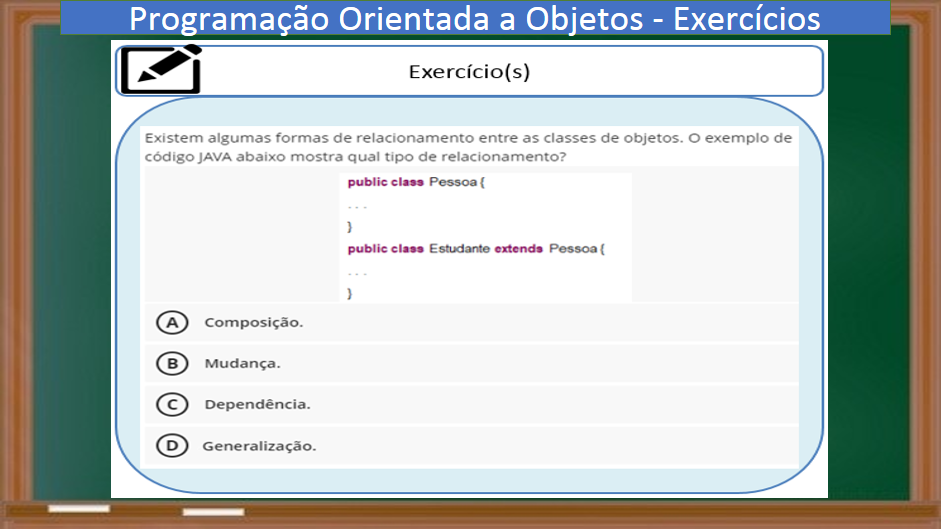 Programação Orientada a Objetos - Exercícios
Exercício(s)
Existem algumas formas de relacionamento entre as classes de objetos. O exemplo de
código JAVA abaixo mostra qual tipo de relacionamento?
public class Pessoa {
. . .
}
public class Estudante extends Pessoa {
. . .
}
A Composição.
B Mudança.
C Dependência.
D Generalização.